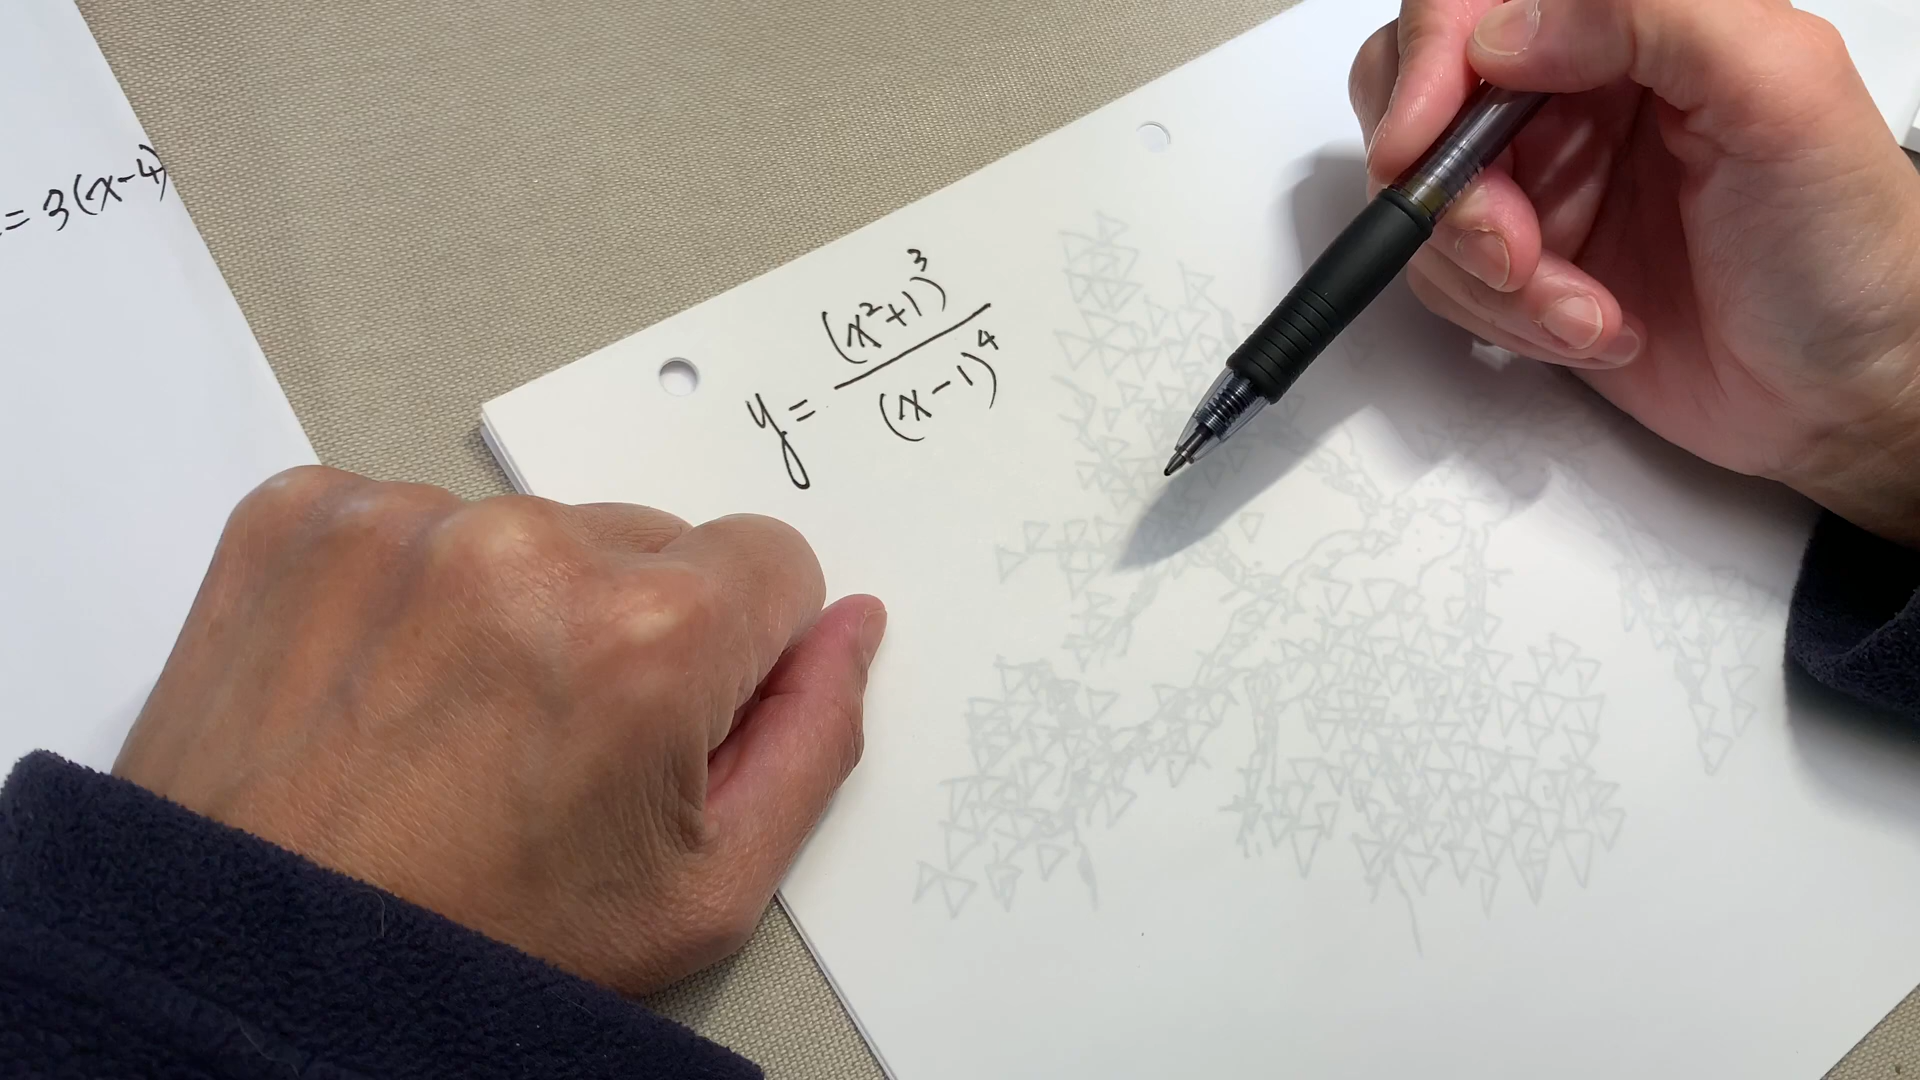 = 3(x-4)
y = (x²+1)³ / (x-1)⁴